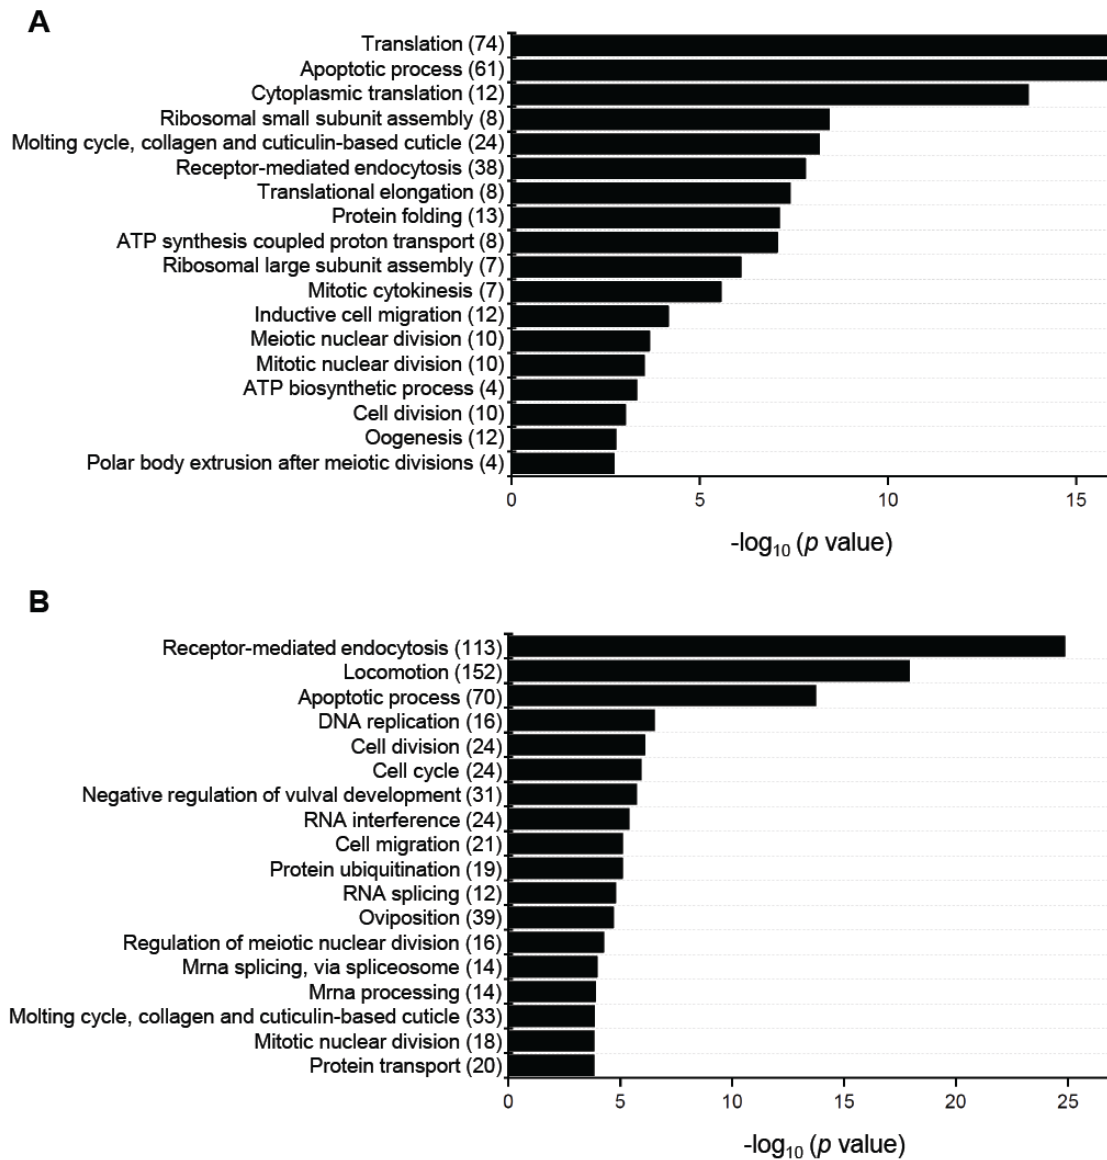 A
Translation (74)
Apoptotic process (61)
Cytoplasmic translation (12)
Ribosomal small subunit assembly (8)
Molting cycle, collagen and cuticulin-based cuticle (24)
Receptor-mediated endocytosis (38)
Translational elongation (8)
Protein folding (13)
ATP synthesis coupled proton transport (8)
Ribosomal large subunit assembly (7)
Mitotic cytokinesis (7)
Inductive cell migration (12)
Meiotic nuclear division (10)
Mitotic nuclear division (10)
ATP biosynthetic process (4)
Cell division (10)
Oogenesis (12)
Polar body extrusion after meiotic divisions (4)
0 5 10 15
-log10 (p value)
B
Receptor-mediated endocytosis (113)
Locomotion (152)
Apoptotic process (70)
DNA replication (16)
Cell division (24)
Cell cycle (24)
Negative regulation of vulval development (31)
RNA interference (24)
Cell migration (21)
Protein ubiquitination (19)
RNA splicing (12)
Oviposition (39)
Regulation of meiotic nuclear division (16)
Mrna splicing, via spliceosome (14)
Mrna processing (14)
Molting cycle, collagen and cuticulin-based cuticle (33)
Mitotic nuclear division (18)
Protein transport (20)
0 5 10 15 20 25
-log10 (p value)